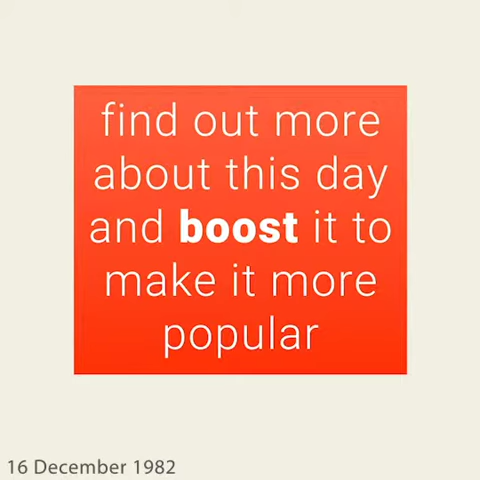 find out more
about this day
and boost it to
make it more
popular
16 December 1982